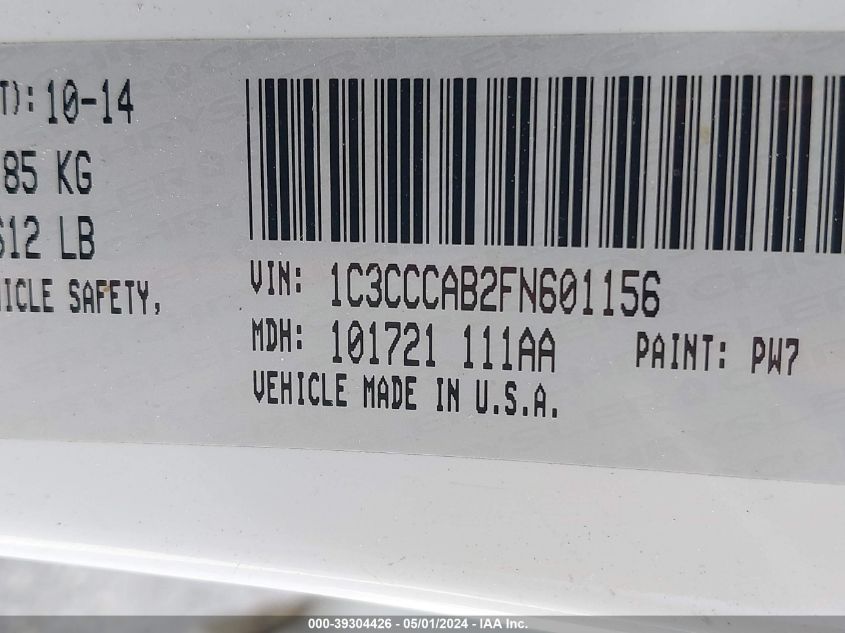 T): 10-14
85 KG
612 LB
VEHICLE SAFETY,
VIN: 1C3CCCAB2FN601156
MDH: 101721 111AA PAINT: PW7
VEHICLE MADE IN U.S.A.
000-39304426 - 05/01/2024 - IAA Inc.